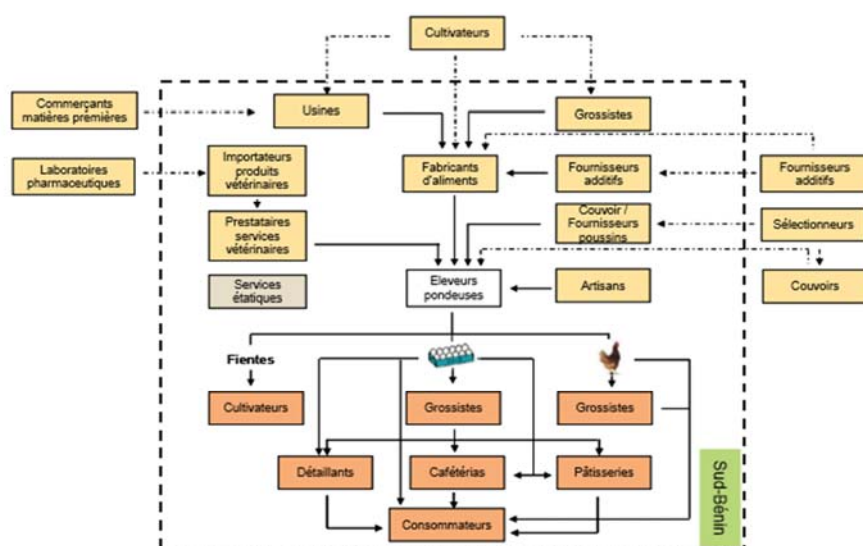 Cultivateurs
Commerçants
matières prémières
Usines
Grossistes
Laboratoires
pharmaceutiques
Importateurs
produits
vétérinaires
Fabricants
d'aliments
Fournisseurs
additifs
Fournisseurs
additifs
Prestataires
services
vétérinaires
Couvoir /
Fournisseurs
poussins
Sélectionneurs
Services
étatiques
Eleveurs
pondeuses
Artisans
Couvoirs
Fientes
Cultivateurs
Grossistes
Grossistes
Détaillants
Cafétérias
Pâtisseries
Consommateurs
Sud-Bénin